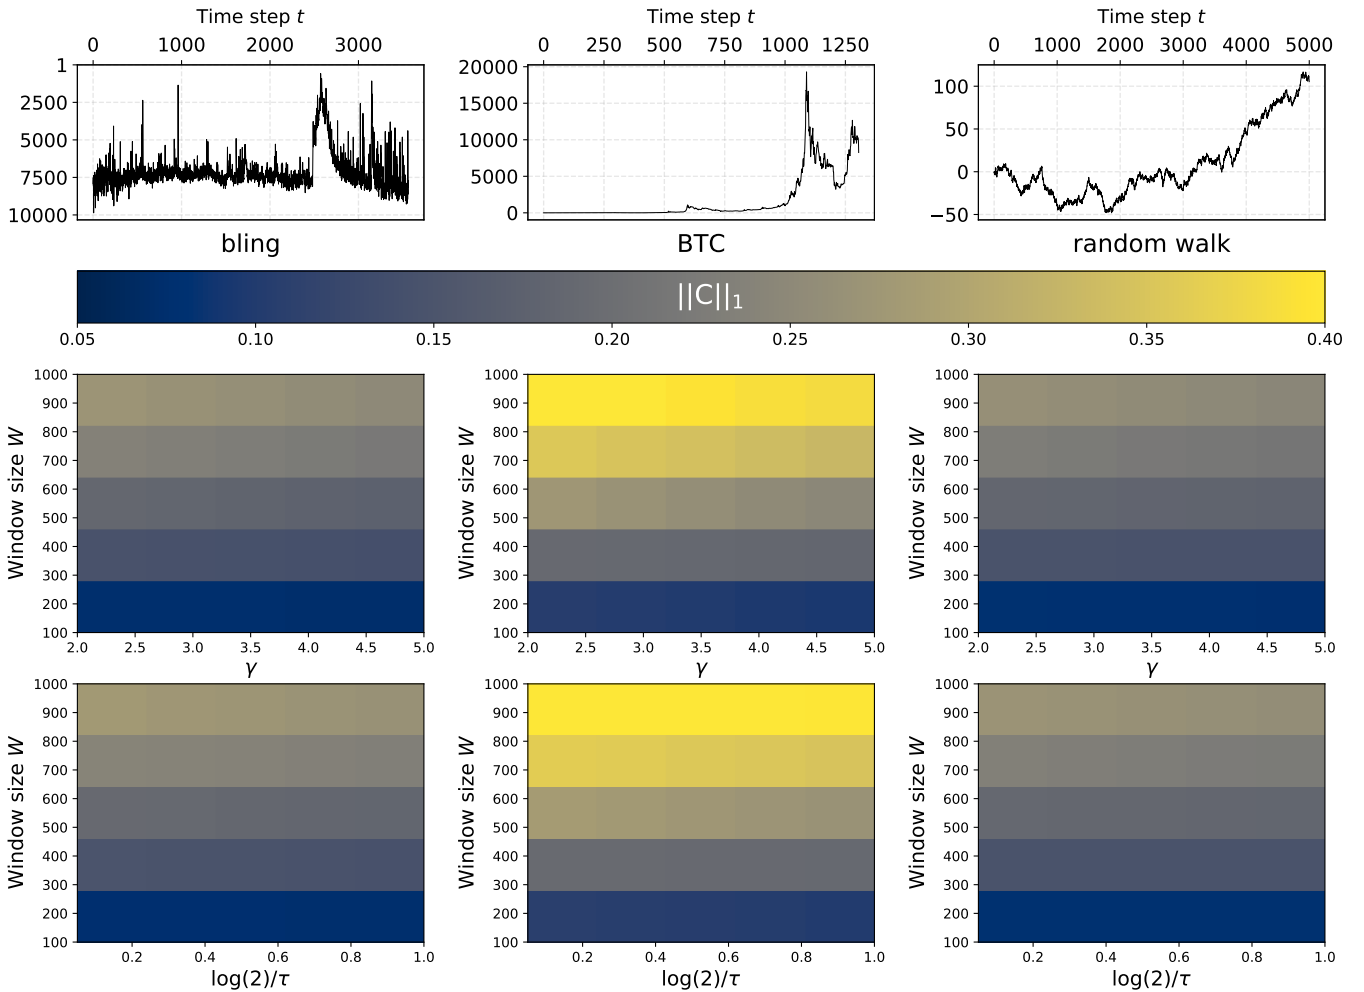 Time step t
Time step t
Time step t
0 1000 2000 3000
0 250 500 750 1000 1250
0 1000 2000 3000 4000 5000
1
2500
5000
7500
10000
20000
15000
10000
5000
0
100
50
0
−50
bling
BTC
random walk
||C||₁
0.05 0.10 0.15 0.20 0.25 0.30 0.35 0.40
Window size W
1000
900
800
700
600
500
400
300
200
100
2.0 2.5 3.0 3.5 4.0 4.5 5.0
γ
Window size W
1000
900
800
700
600
500
400
300
200
100
2.0 2.5 3.0 3.5 4.0 4.5 5.0
γ
Window size W
1000
900
800
700
600
500
400
300
200
100
2.0 2.5 3.0 3.5 4.0 4.5 5.0
γ
Window size W
1000
900
800
700
600
500
400
300
200
100
0.2 0.4 0.6 0.8 1.0
log(2)/τ
Window size W
1000
900
800
700
600
500
400
300
200
100
0.2 0.4 0.6 0.8 1.0
log(2)/τ
Window size W
1000
900
800
700
600
500
400
300
200
100
0.2 0.4 0.6 0.8 1.0
log(2)/τ